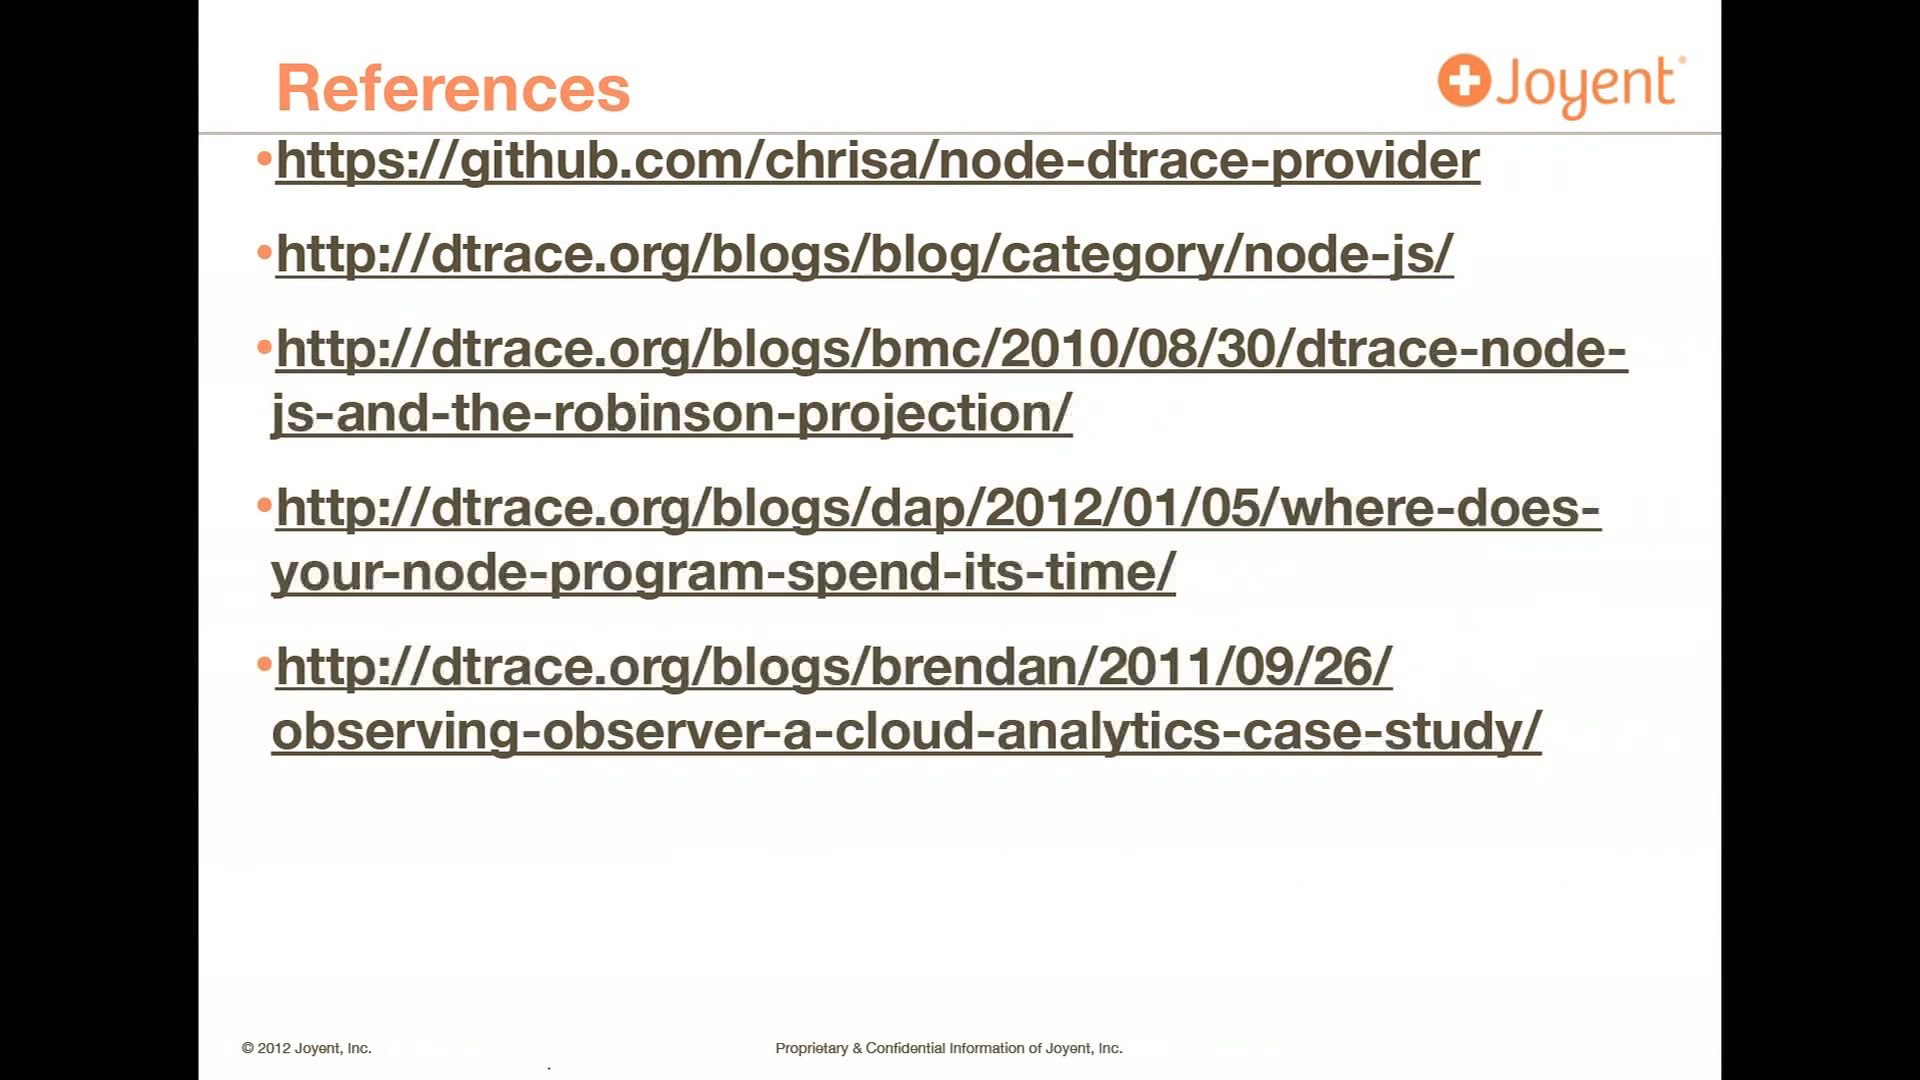 References
Joyent
•https://github.com/chrisa/node-dtrace-provider
•http://dtrace.org/blogs/blog/category/node-js/
•http://dtrace.org/blogs/bmc/2010/08/30/dtrace-node-
js-and-the-robinson-projection/
•http://dtrace.org/blogs/dap/2012/01/05/where-does-
your-node-program-spend-its-time/
•http://dtrace.org/blogs/brendan/2011/09/26/
observing-observer-a-cloud-analytics-case-study/
© 2012 Joyent, Inc.
Proprietary & Confidential Information of Joyent, Inc.